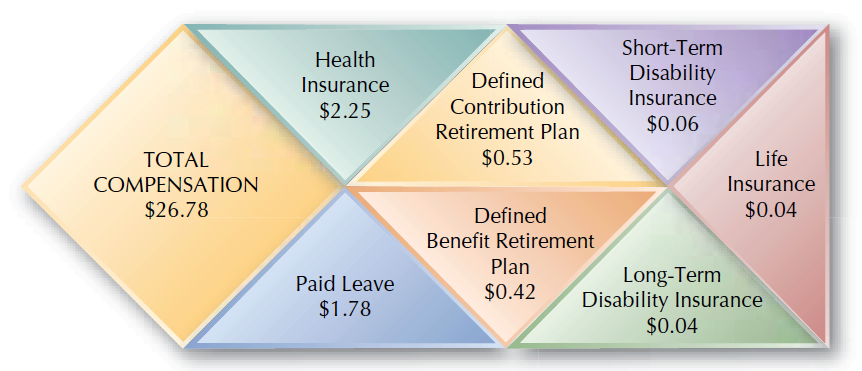 Health
Insurance
$2.25
Defined
Contribution
Retirement Plan
$0.53
Short-Term
Disability
Insurance
$0.06
TOTAL
COMPENSATION
$26.78
Life
Insurance
$0.04
Paid Leave
$1.78
Defined
Benefit Retirement
Plan
$0.42
Long-Term
Disability Insurance
$0.04